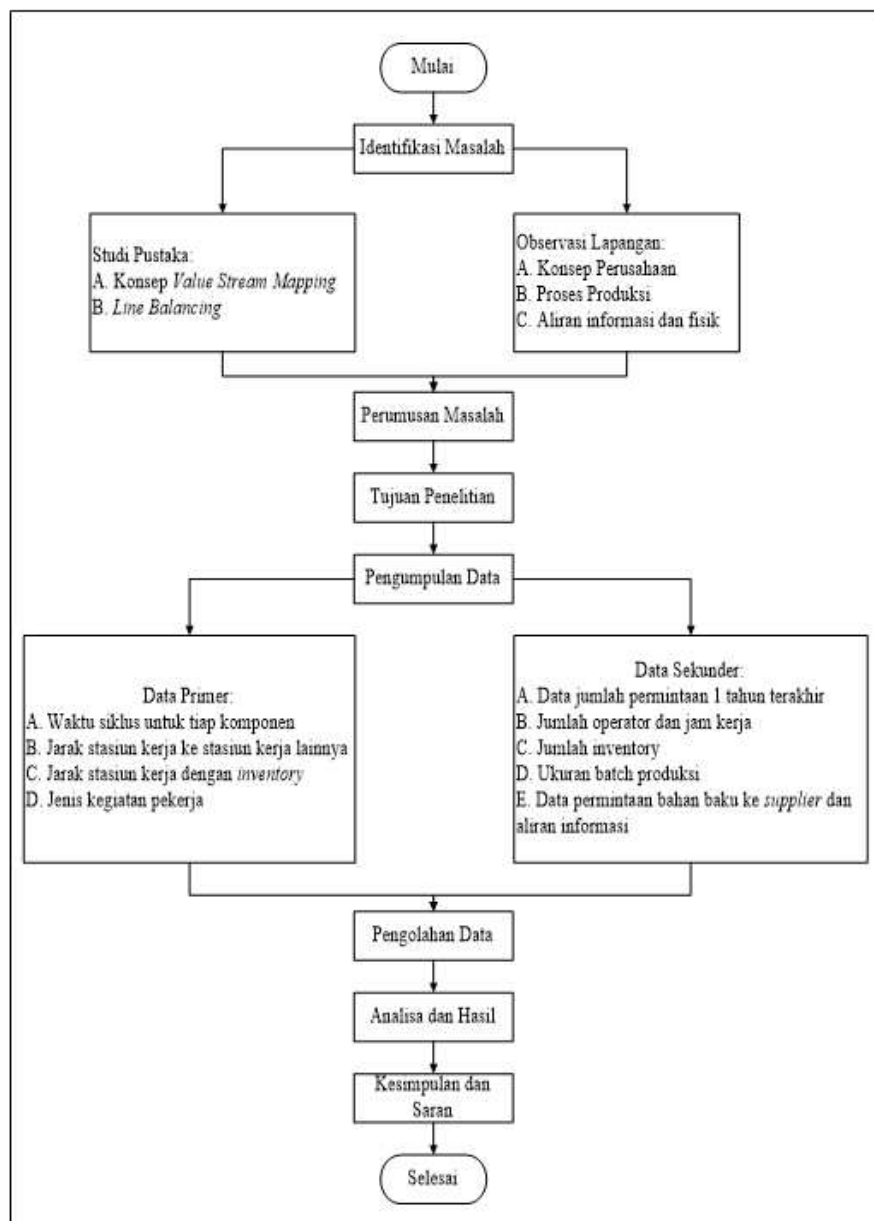 Mulai
Identifikasi Masalah
Studi Pustaka:
A. Konsep Value Stream Mapping
B. Line Balancing
Observasi Lapangan:
A. Konsep Perusahaan
B. Proses Produksi
C. Aliran informasi dan fisik
Perumusan Masalah
Tujuan Penelitian
Pengumpulan Data
Data Primer:
A. Waktu siklus untuk tiap komponen
B. Jarak stasiun kerja ke stasiun kerja lainnya
C. Jarak stasiun kerja dengan inventory
D. Jenis kegiatan pekerja
Data Sekunder:
A. Data jumlah permintaan 1 tahun terakhir
B. Jumlah operator dan jam kerja
C. Jumlah inventory
D. Ukuran batch produksi
E. Data permintaan bahan baku ke supplier dan
aliran informasi
Pengolahan Data
Analisa dan Hasil
Kesimpulan dan
Saran
Selesai